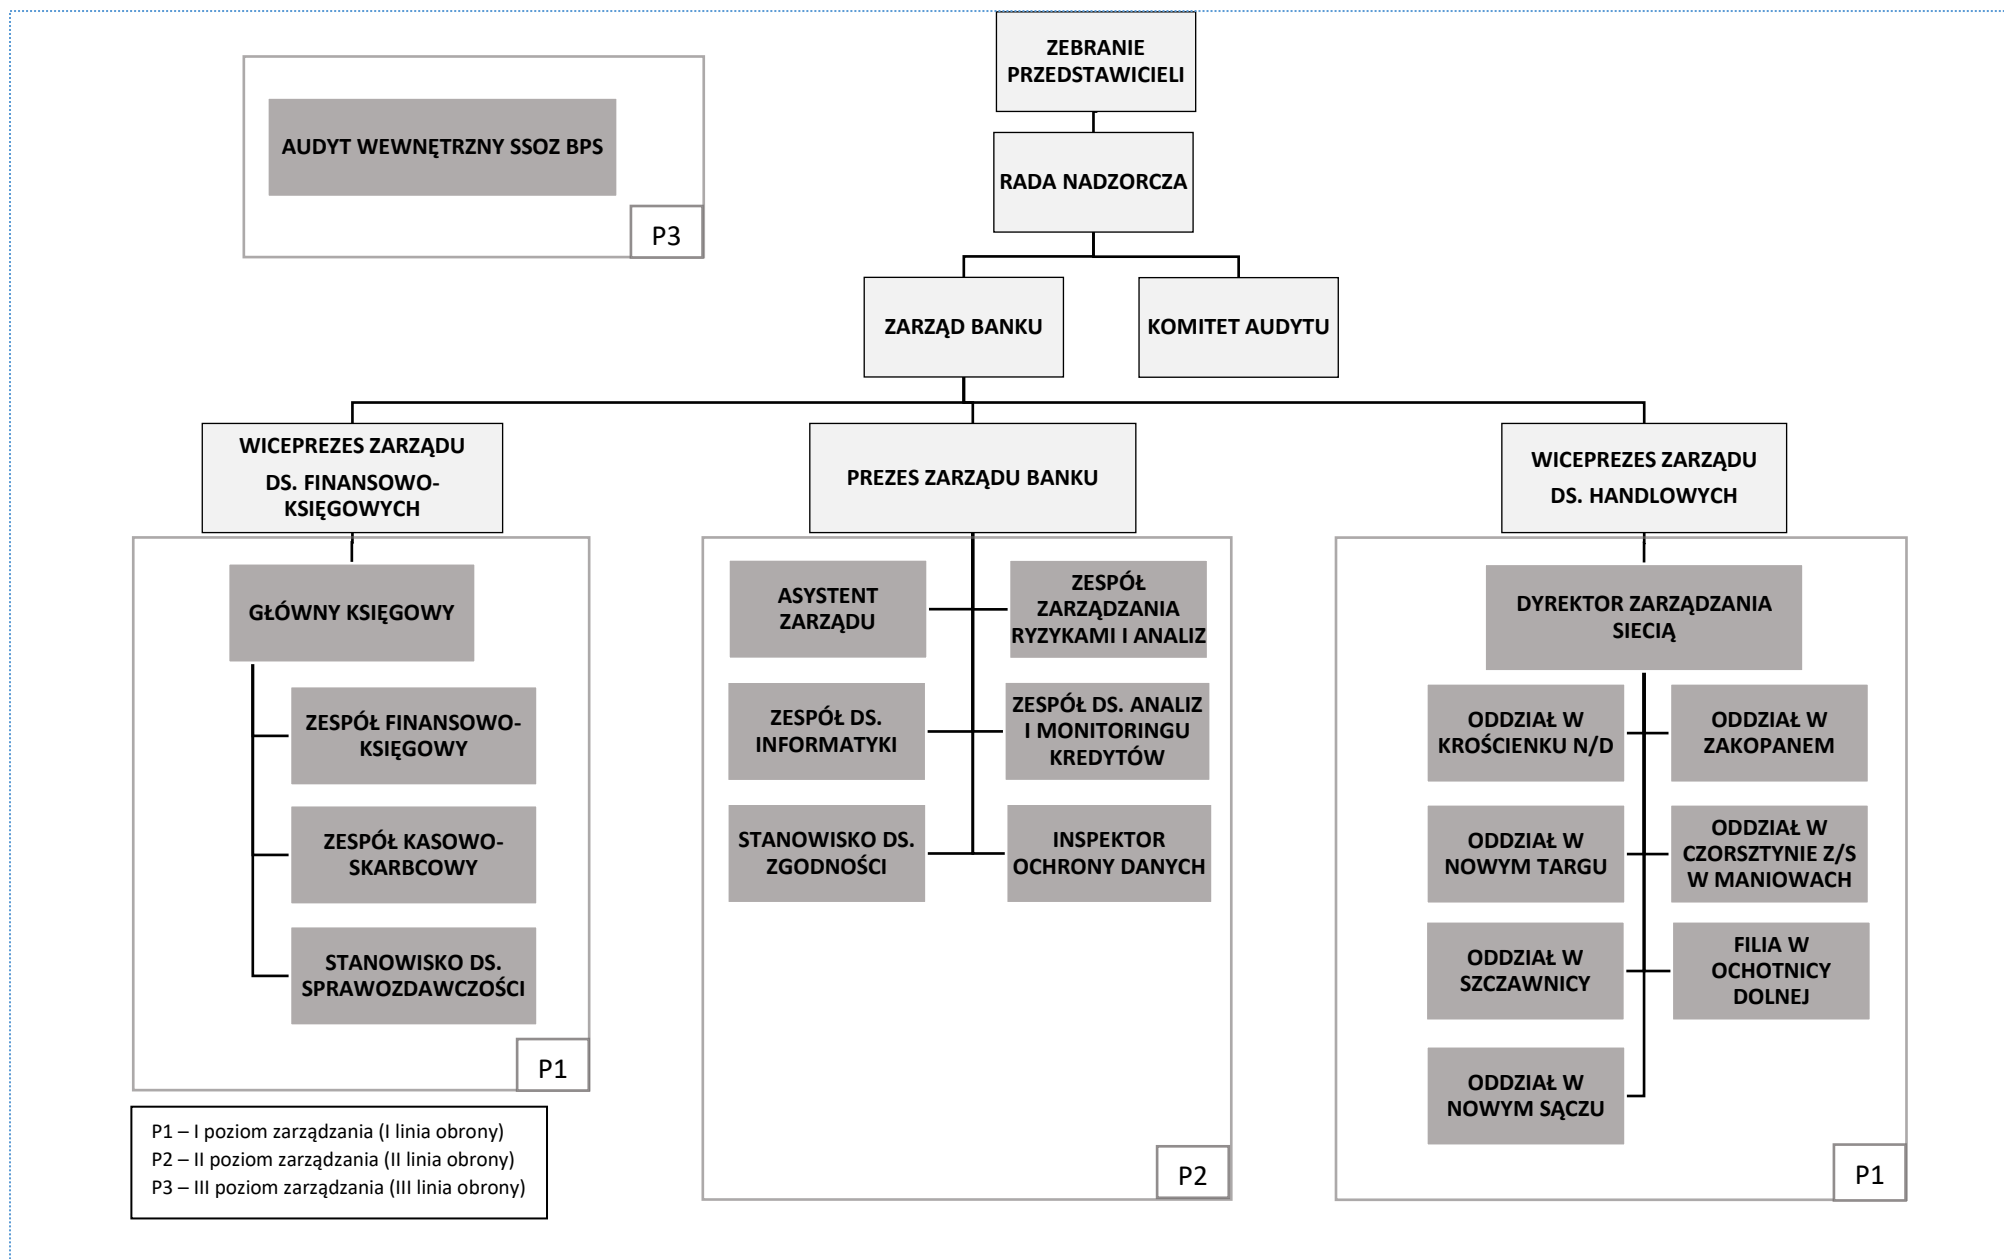 ZEBRANIE
PRZEDSTAWICIELI
AUDYT WEWNĘTRZNY SSOZ BPS
P3
RADA NADZORCZA
ZARZĄD BANKU
KOMITET AUDYTU
WICEPREZES ZARZĄDU
DS. FINANSOWO-
KSIĘGOWYCH
PREZES ZARZĄDU BANKU
WICEPREZES ZARZĄDU
DS. HANDLOWYCH
GŁÓWNY KSIĘGOWY
ZESPÓŁ FINANSOWO-
KSIĘGOWY
ZESPÓŁ KASOWO-
SKARBCOWY
STANOWISKO DS.
SPRAWOZDAWCZOŚCI
P1
ASYSTENT
ZARZĄDU
ZESPÓŁ
ZARZĄDZANIA
RYZYKAMI I ANALIZ
ZESPÓŁ DS.
INFORMATYKI
ZESPÓŁ DS. ANALIZ
I MONITORINGU
KREDYTÓW
STANOWISKO DS.
ZGODNOŚCI
INSPEKTOR
OCHRONY DANYCH
P2
DYREKTOR ZARZĄDZANIA
SIECIĄ
ODDZIAŁ W
KROŚCIENKU N/D
ODDZIAŁ W
ZAKOPANEM
ODDZIAŁ W
NOWYM TARGU
ODDZIAŁ W
CZORSZTYNIE Z/S
W MANIOWACH
ODDZIAŁ W
SZCZAWNICY
FILIA W
OCHOTNICY
DOLNEJ
ODDZIAŁ W
NOWYM SĄCZU
P1
P1 – I poziom zarządzania (I linia obrony)
P2 – II poziom zarządzania (II linia obrony)
P3 – III poziom zarządzania (III linia obrony)